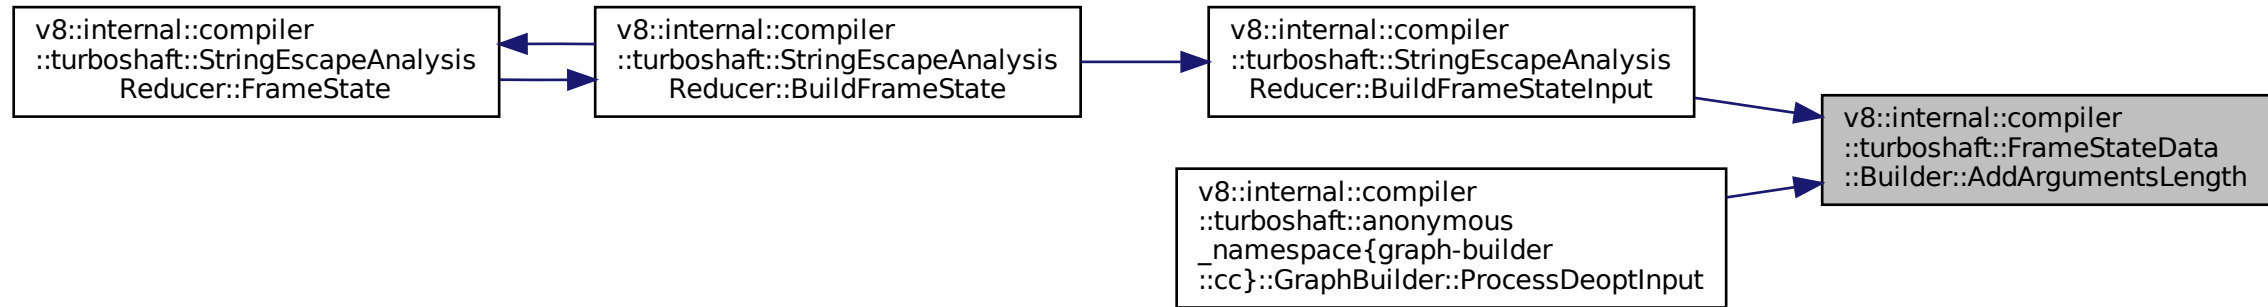 v8::internal::compiler
::turboshaft::StringEscapeAnalysis
Reducer::FrameState
v8::internal::compiler
::turboshaft::StringEscapeAnalysis
Reducer::BuildFrameState
v8::internal::compiler
::turboshaft::StringEscapeAnalysis
Reducer::BuildFrameStateInput
v8::internal::compiler
::turboshaft::FrameStateData
::Builder::AddArgumentsLength
v8::internal::compiler
::turboshaft::anonymous
_namespace{graph-builder
::cc}::GraphBuilder::ProcessDeoptInput